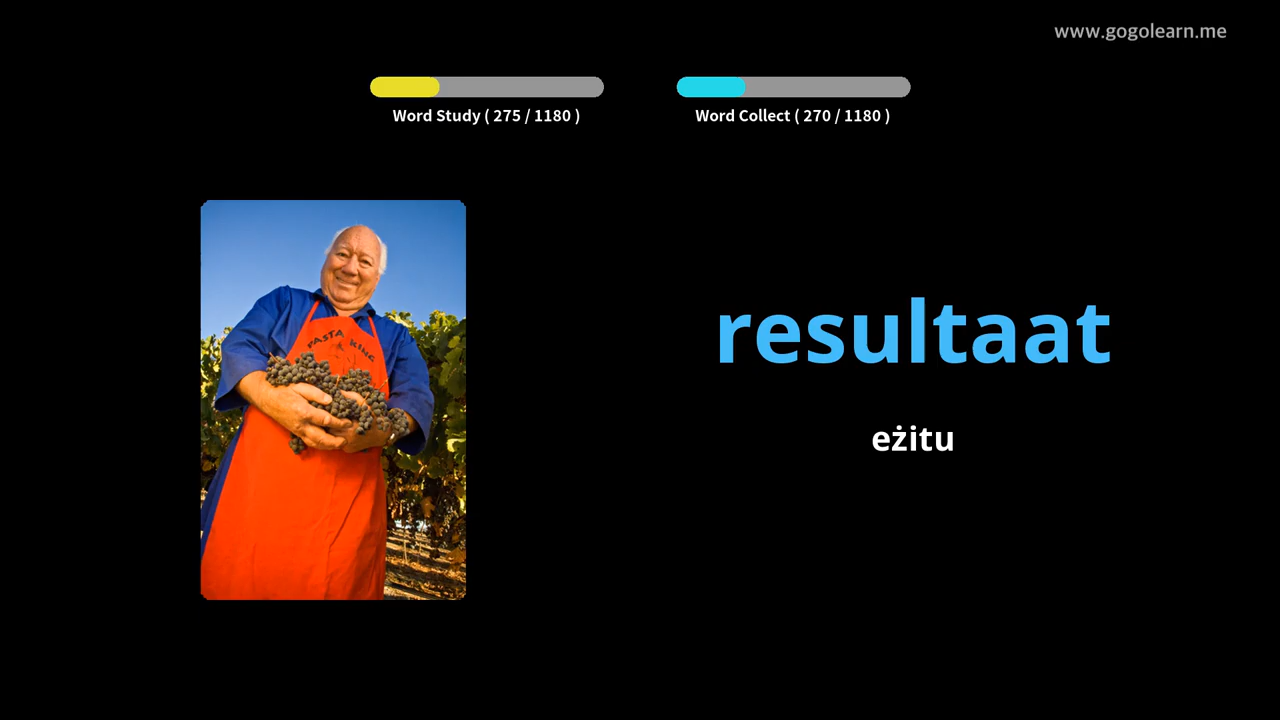 www.gogolearn.me
Word Study ( 275 / 1180 )
Word Collect ( 270 / 1180 )
PASTA KING
resultaat
eżitu